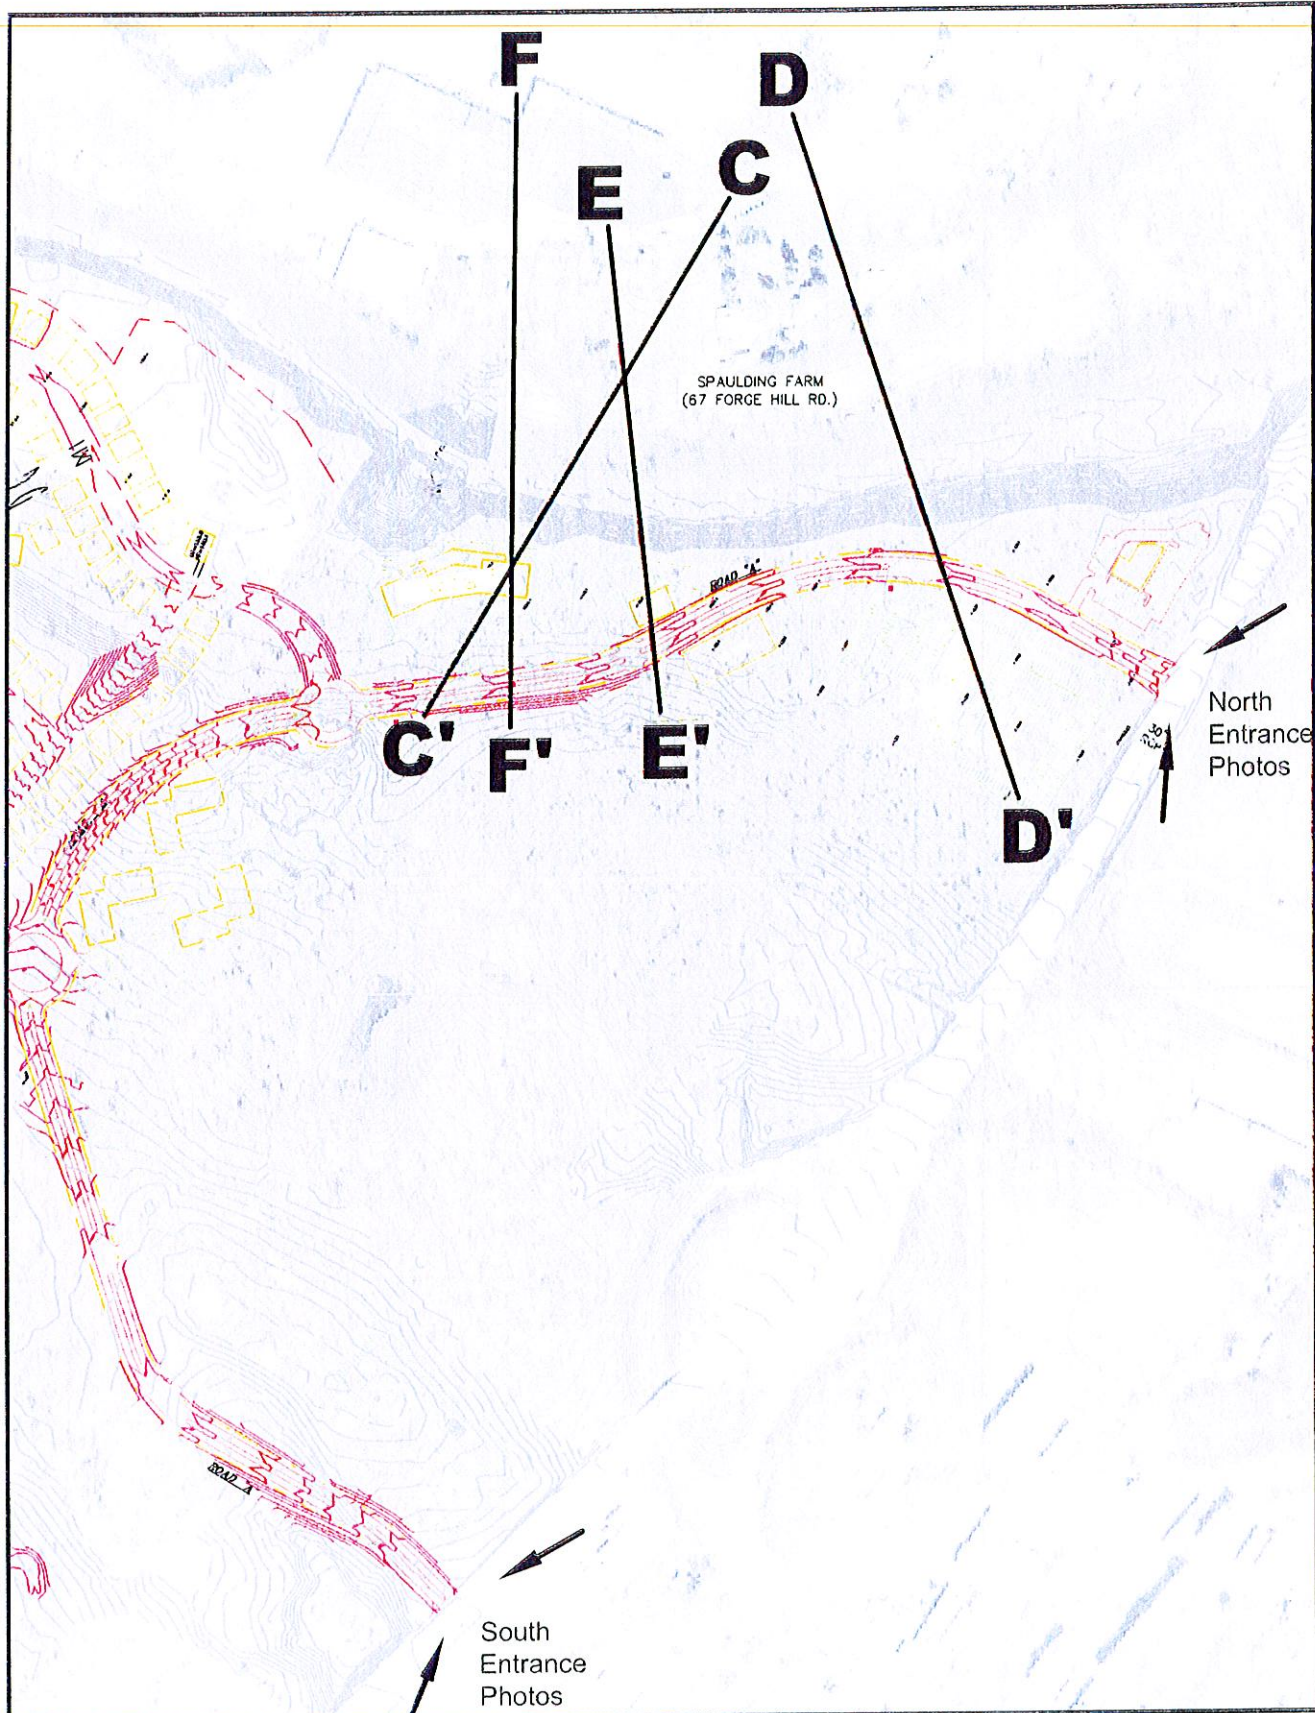 F
D
C
E
SPAULDING FARM
(67 FORGE HILL RD.)
ROAD "A"
North
Entrance
Photos
C'
F'
E'
D'
ROAD A
South
Entrance
Photos